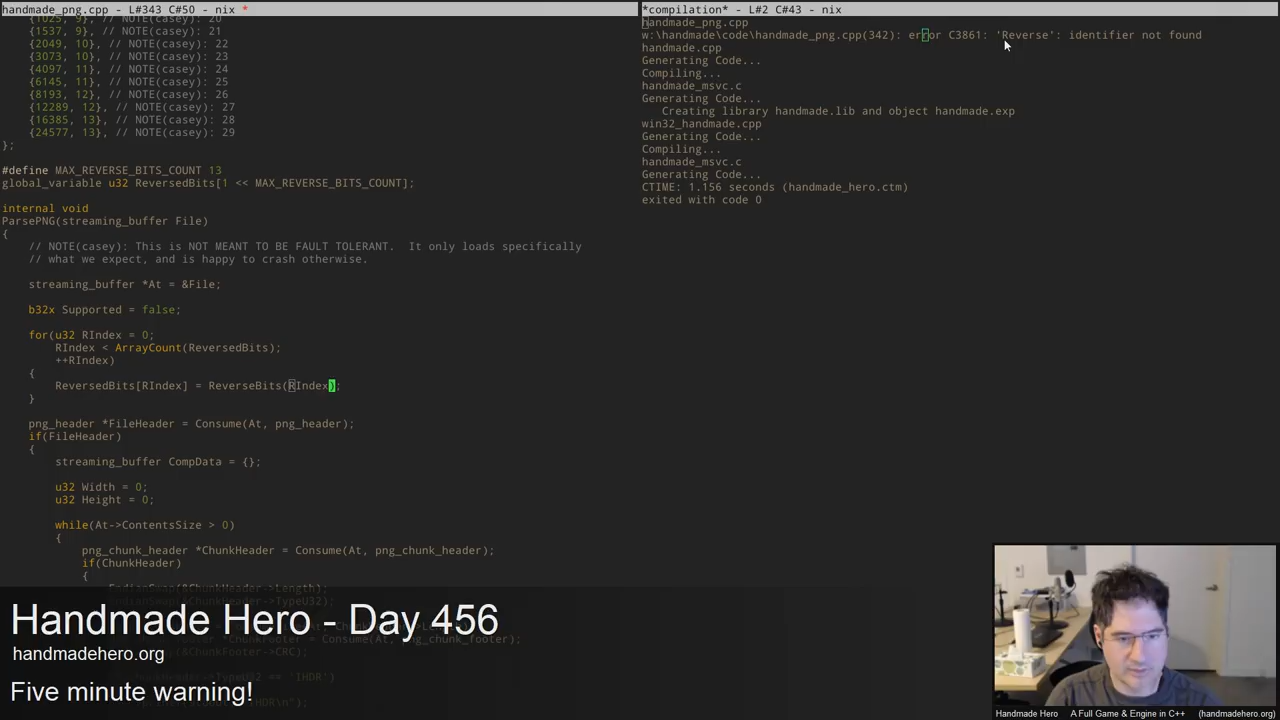 handmade_png.cpp - L#343 C#50 - nix *
{1025, 9}, // NOTE(casey): 20
{1537, 9}, // NOTE(casey): 21
{2049, 10}, // NOTE(casey): 22
{3073, 10}, // NOTE(casey): 23
{4097, 11}, // NOTE(casey): 24
{6145, 11}, // NOTE(casey): 25
{8193, 12}, // NOTE(casey): 26
{12289, 12}, // NOTE(casey): 27
{16385, 13}, // NOTE(casey): 28
{24577, 13}, // NOTE(casey): 29
};
#define MAX_REVERSE_BITS_COUNT 13
global_variable u32 ReversedBits[1 << MAX_REVERSE_BITS_COUNT];
internal void
ParsePNG(streaming_buffer File)
{
// NOTE(casey): This is NOT MEANT TO BE FAULT TOLERANT. It only loads specifically
// what we expect, and is happy to crash otherwise.
streaming_buffer *At = &File;
b32x Supported = false;
for(u32 RIndex = 0;
RIndex < ArrayCount(ReversedBits);
++RIndex)
{
ReversedBits[RIndex] = ReverseBits(RIndex);
}
png_header *FileHeader = Consume(At, png_header);
if(FileHeader)
{
streaming_buffer CompData = {};
u32 Width = 0;
u32 Height = 0;
while(At->ContentsSize > 0)
{
png_chunk_header *ChunkHeader = Consume(At, png_chunk_header);
if(ChunkHeader)
{
EndianSwap(&ChunkHeader->Length);
*compilation* - L#2 C#43 - nix
handmade_png.cpp
w:\handmade\code\handmade_png.cpp(342): error C3861: 'Reverse': identifier not found
handmade.cpp
Generating Code...
Compiling...
handmade_msvc.c
Generating Code...
Creating library handmade.lib and object handmade.exp
win32_handmade.cpp
Generating Code...
Compiling...
handmade_msvc.c
Generating Code...
CTIME: 1.156 seconds (handmade_hero.ctm)
exited with code 0
Handmade Hero - Day 456
handmadehero.org
Five minute warning!
Handmade Hero A Full Game & Engine in C++ (handmadehero.org)